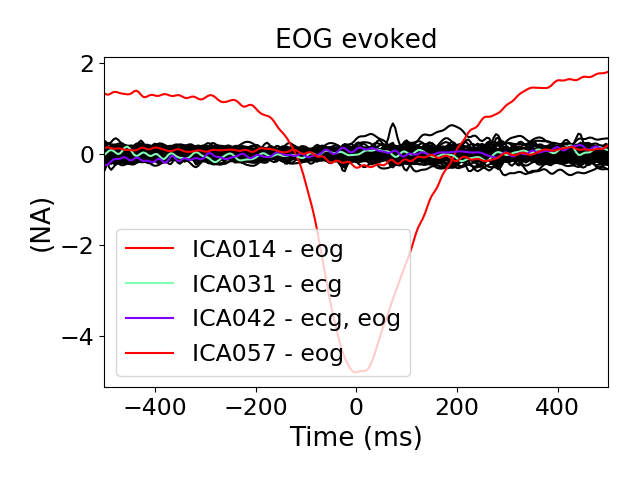 EOG evoked
2
0
−2
−4
(NA)
ICA014 - eog
ICA031 - ecg
ICA042 - ecg, eog
ICA057 - eog
−400
−200
0
200
400
Time (ms)